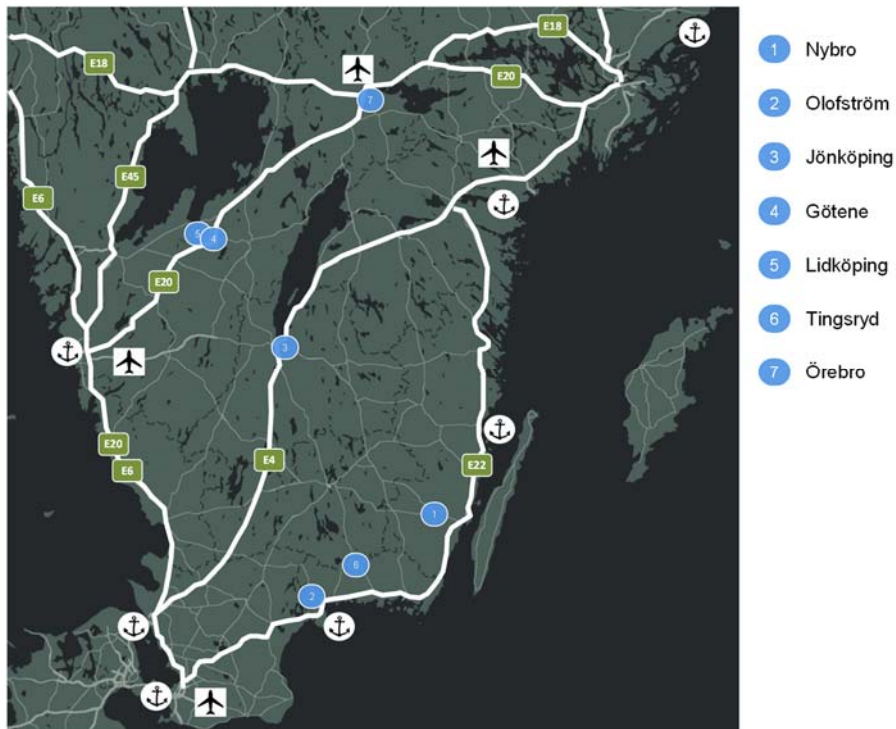 E18
E18
E20
E45
E6
E20
E20
E6
E4
E22
7
5
4
3
1
6
2
1 Nybro
2 Olofström
3 Jönköping
4 Götene
5 Lidköping
6 Tingsryd
7 Örebro